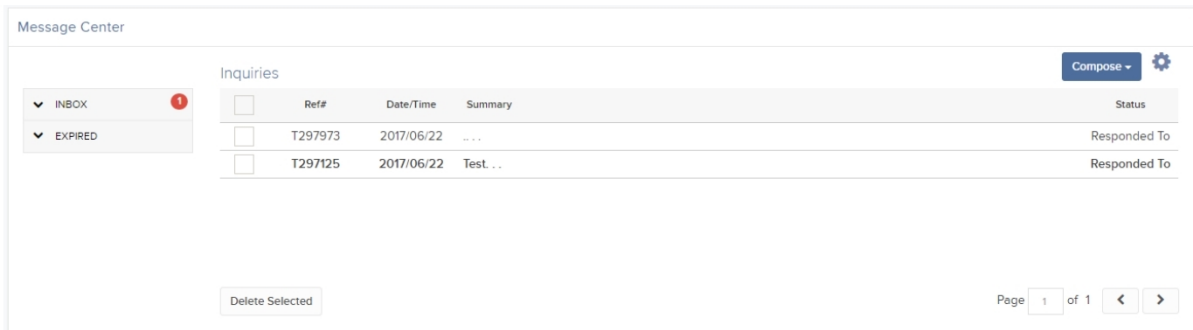 Message Center
Inquiries
Compose
INBOX 1
EXPIRED
Ref# Date/Time Summary Status
T297973 2017/06/22 .. . . Responded To
T297125 2017/06/22 Test. . . Responded To
Delete Selected
Page 1 of 1